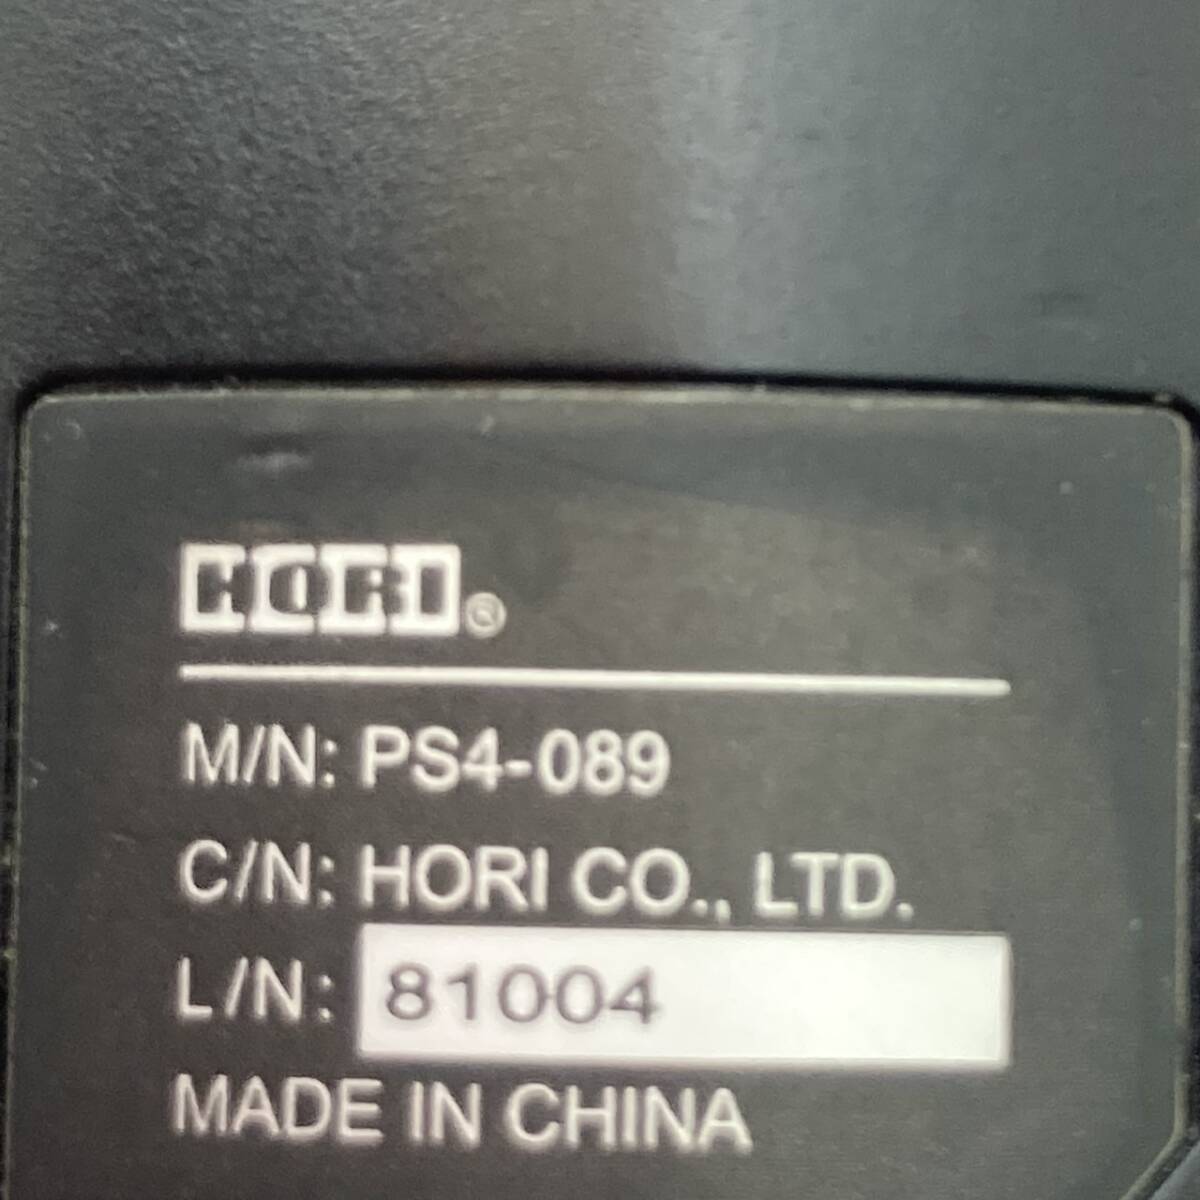 HORI®
M/N: PS4-089
C/N: HORI CO., LTD.
L/N: 81004
MADE IN CHINA